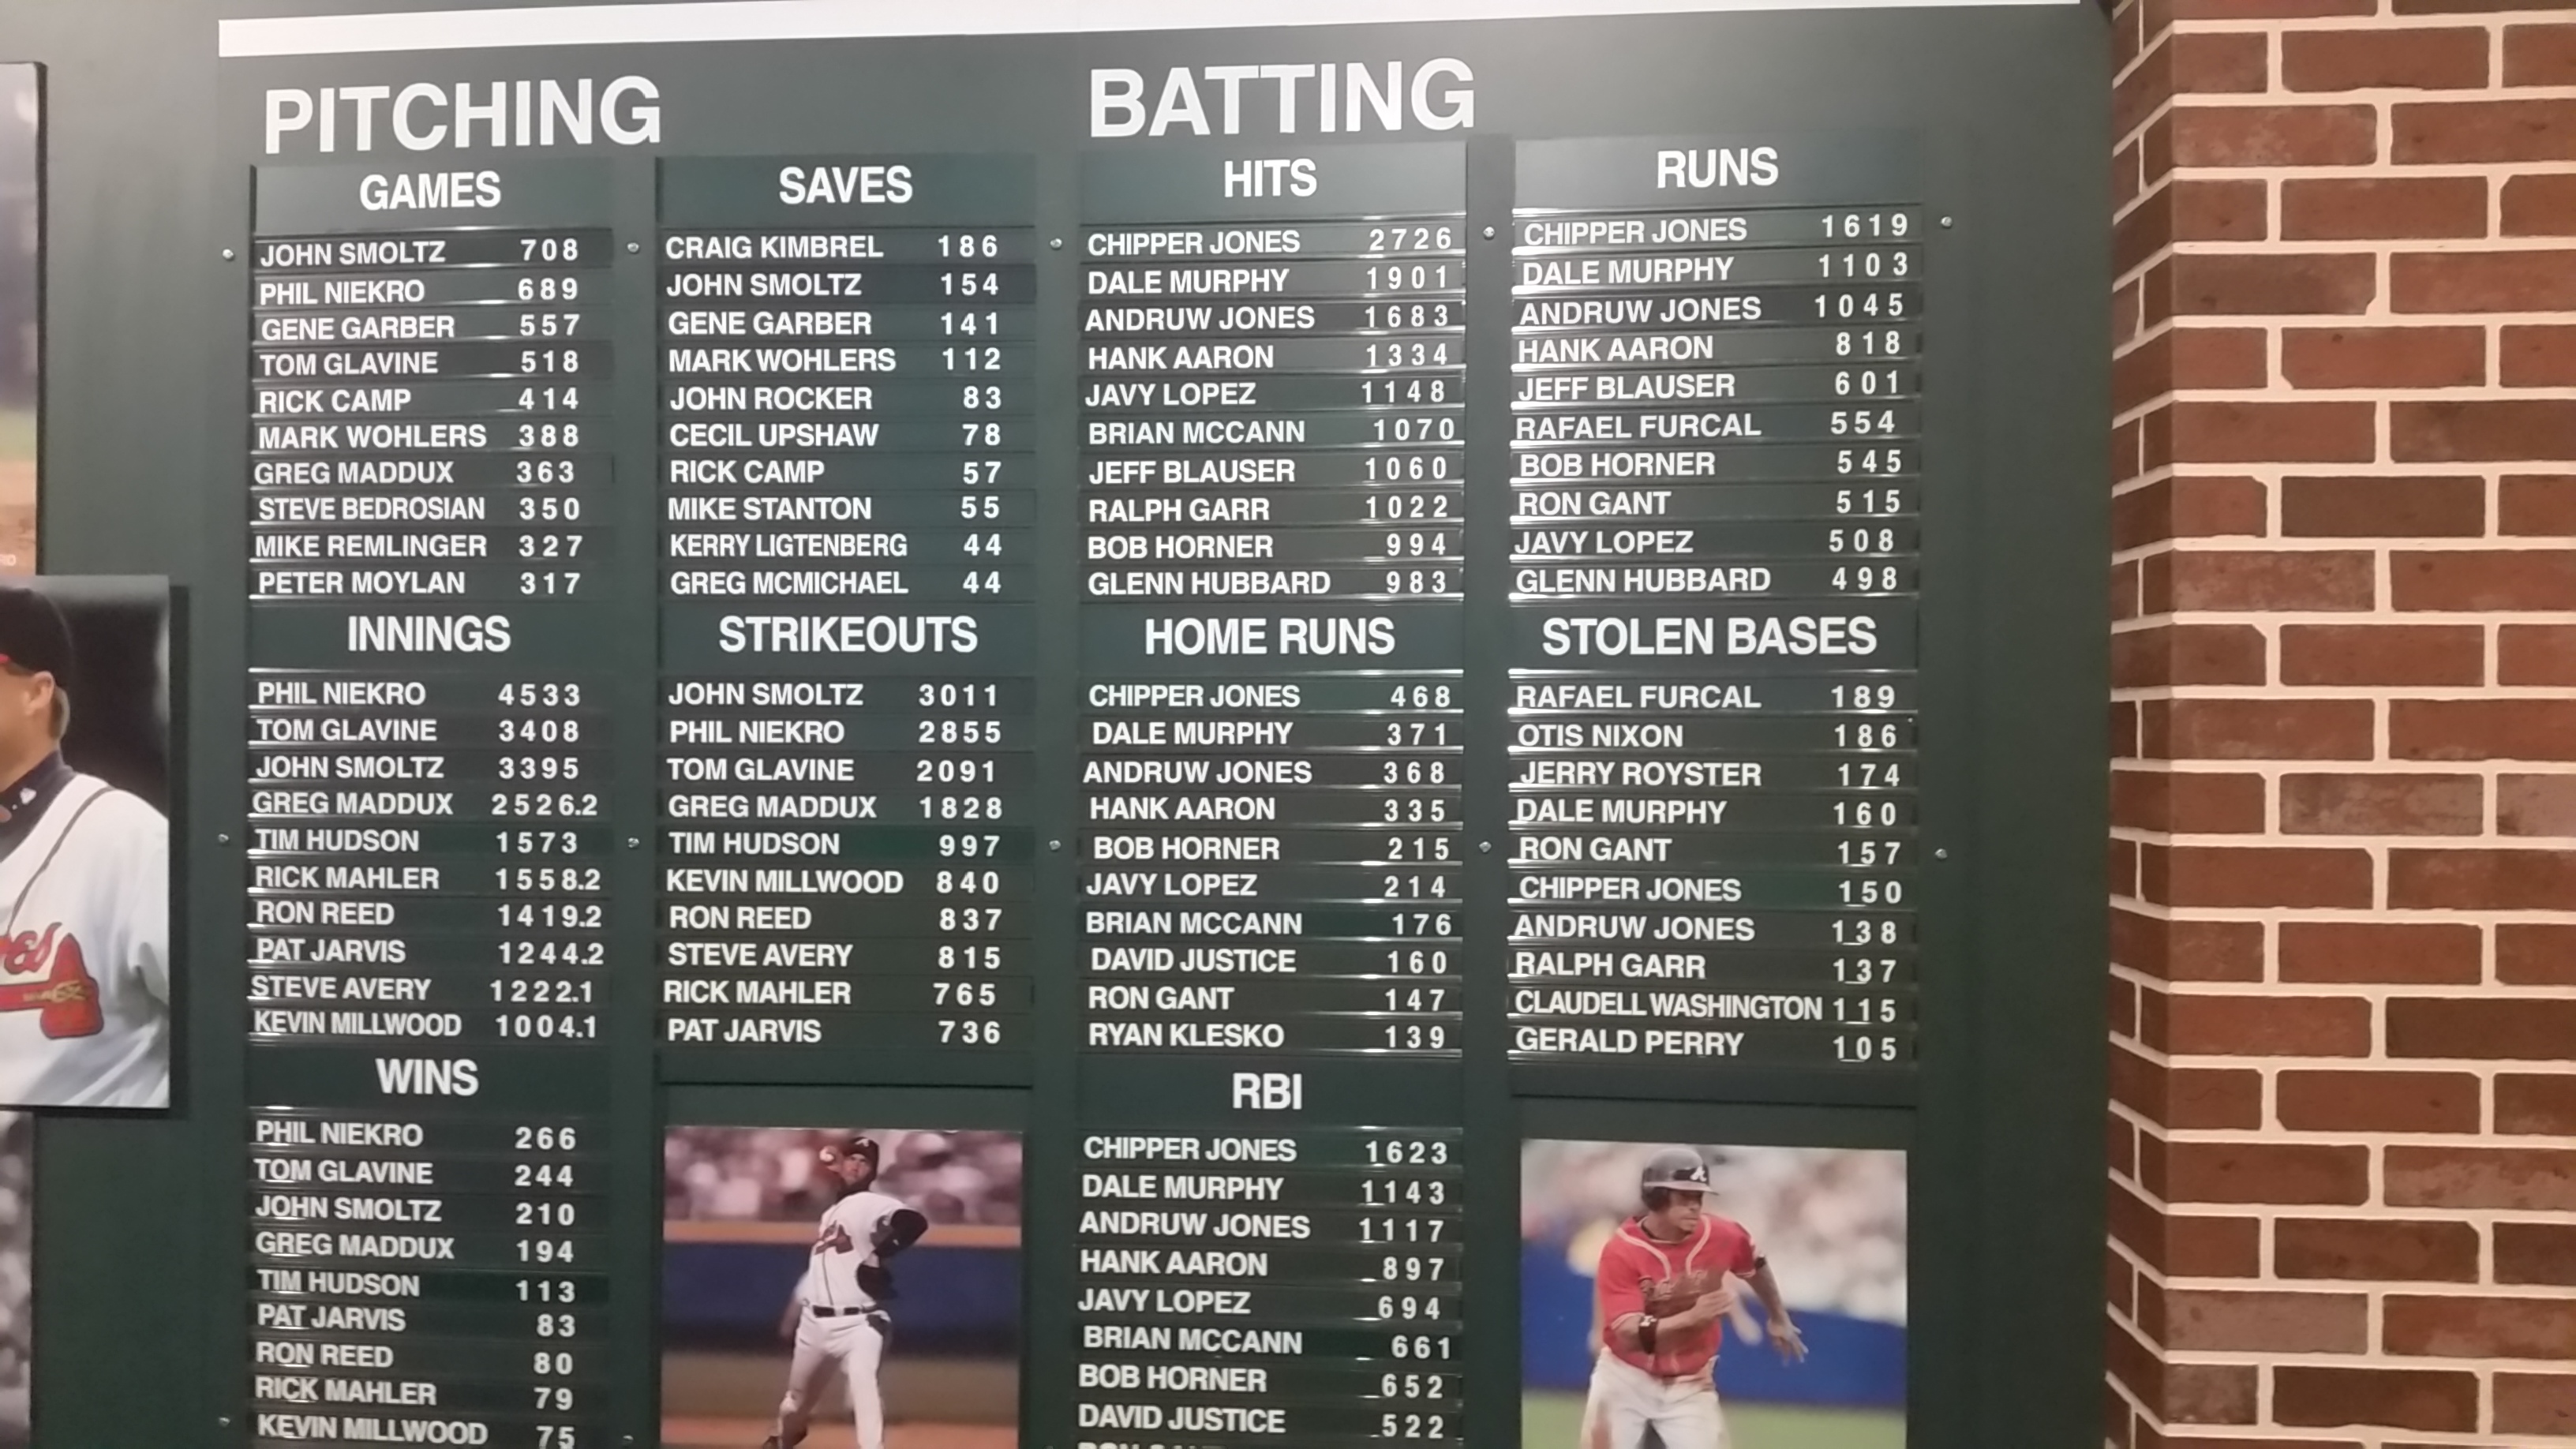 PITCHING
GAMES
JOHN SMOLTZ 708
PHIL NIEKRO 689
GENE GARBER 557
TOM GLAVINE 518
RICK CAMP 414
MARK WOHLERS 388
GREG MADDUX 363
STEVE BEDROSIAN 350
MIKE REMLINGER 327
PETER MOYLAN 317
INNINGS
PHIL NIEKRO 4533
TOM GLAVINE 3408
JOHN SMOLTZ 3395
GREG MADDUX 2526.2
TIM HUDSON 1573
RICK MAHLER 1558.2
RON REED 1419.2
PAT JARVIS 1244.2
STEVE AVERY 1222.1
KEVIN MILLWOOD 1004.1
WINS
PHIL NIEKRO 266
TOM GLAVINE 244
JOHN SMOLTZ 210
GREG MADDUX 194
TIM HUDSON 113
PAT JARVIS 83
RON REED 80
RICK MAHLER 79
KEVIN MILLWOOD 75
SAVES
CRAIG KIMBREL 186
JOHN SMOLTZ 154
GENE GARBER 141
MARK WOHLERS 112
JOHN ROCKER 83
CECIL UPSHAW 78
RICK CAMP 57
MIKE STANTON 55
KERRY LIGTENBERG 44
GREG MCMICHAEL 44
STRIKEOUTS
JOHN SMOLTZ 3011
PHIL NIEKRO 2855
TOM GLAVINE 2091
GREG MADDUX 1828
TIM HUDSON 997
KEVIN MILLWOOD 840
RON REED 837
STEVE AVERY 815
RICK MAHLER 765
PAT JARVIS 736
BATTING
HITS
CHIPPER JONES 2726
DALE MURPHY 1901
ANDRUW JONES 1683
HANK AARON 1334
JAVY LOPEZ 1148
BRIAN MCCANN 1070
JEFF BLAUSER 1060
RALPH GARR 1022
BOB HORNER 994
GLENN HUBBARD 983
HOME RUNS
CHIPPER JONES 468
DALE MURPHY 371
ANDRUW JONES 368
HANK AARON 335
BOB HORNER 215
JAVY LOPEZ 214
BRIAN MCCANN 176
DAVID JUSTICE 160
RON GANT 147
RYAN KLESKO 139
RBI
CHIPPER JONES 1623
DALE MURPHY 1143
ANDRUW JONES 1117
HANK AARON 897
JAVY LOPEZ 694
BRIAN MCCANN 661
BOB HORNER 652
DAVID JUSTICE 522
RUNS
CHIPPER JONES 1619
DALE MURPHY 1103
ANDRUW JONES 1045
HANK AARON 818
JEFF BLAUSER 601
RAFAEL FURCAL 554
BOB HORNER 545
RON GANT 515
JAVY LOPEZ 508
GLENN HUBBARD 498
STOLEN BASES
RAFAEL FURCAL 189
OTIS NIXON 186
JERRY ROYSTER 174
DALE MURPHY 160
RON GANT 157
CHIPPER JONES 150
ANDRUW JONES 138
RALPH GARR 137
CLAUDELL WASHINGTON 115
GERALD PERRY 105